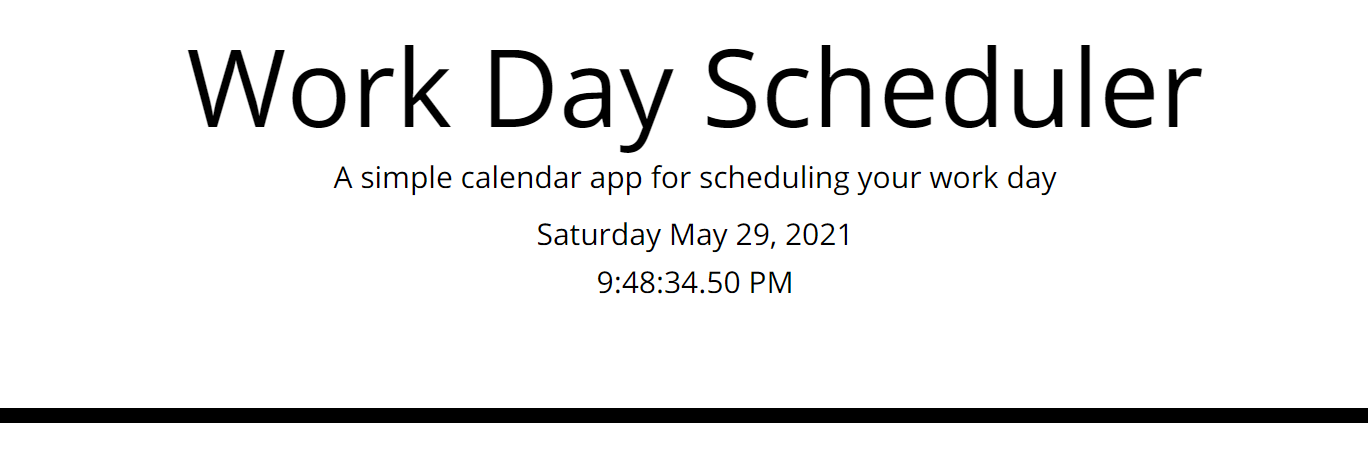 Work Day Scheduler
A simple calendar app for scheduling your work day
Saturday May 29, 2021
9:48:34.50 PM